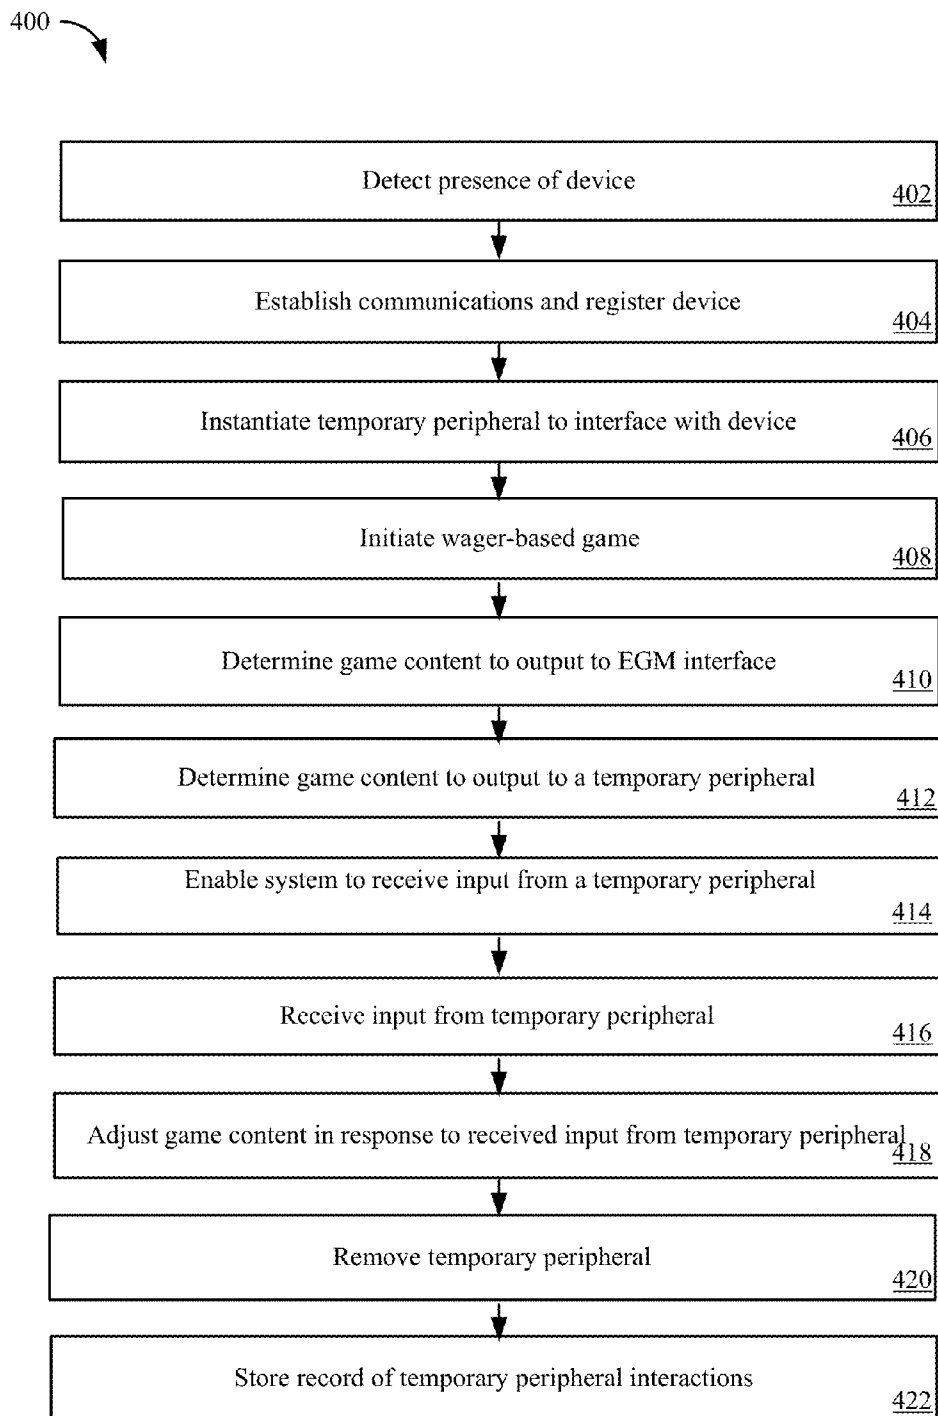 400
Detect presence of device
402
Establish communications and register device
404
Instantiate temporary peripheral to interface with device
406
Initiate wager-based game
408
Determine game content to output to EGM interface
410
Determine game content to output to a temporary peripheral
412
Enable system to receive input from a temporary peripheral
414
Receive input from temporary peripheral
416
Adjust game content in response to received input from temporary peripheral
418
Remove temporary peripheral
420
Store record of temporary peripheral interactions
422